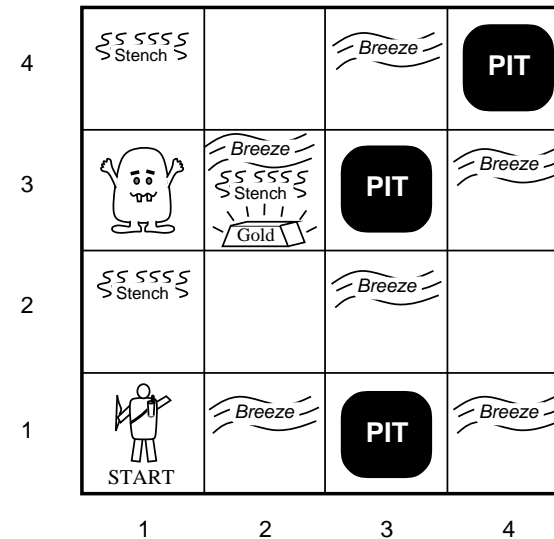 4
Stench
Breeze
PIT
3
Breeze
Stench
Gold
PIT
Breeze
2
Stench
Breeze
1
START
Breeze
PIT
Breeze
1 2 3 4